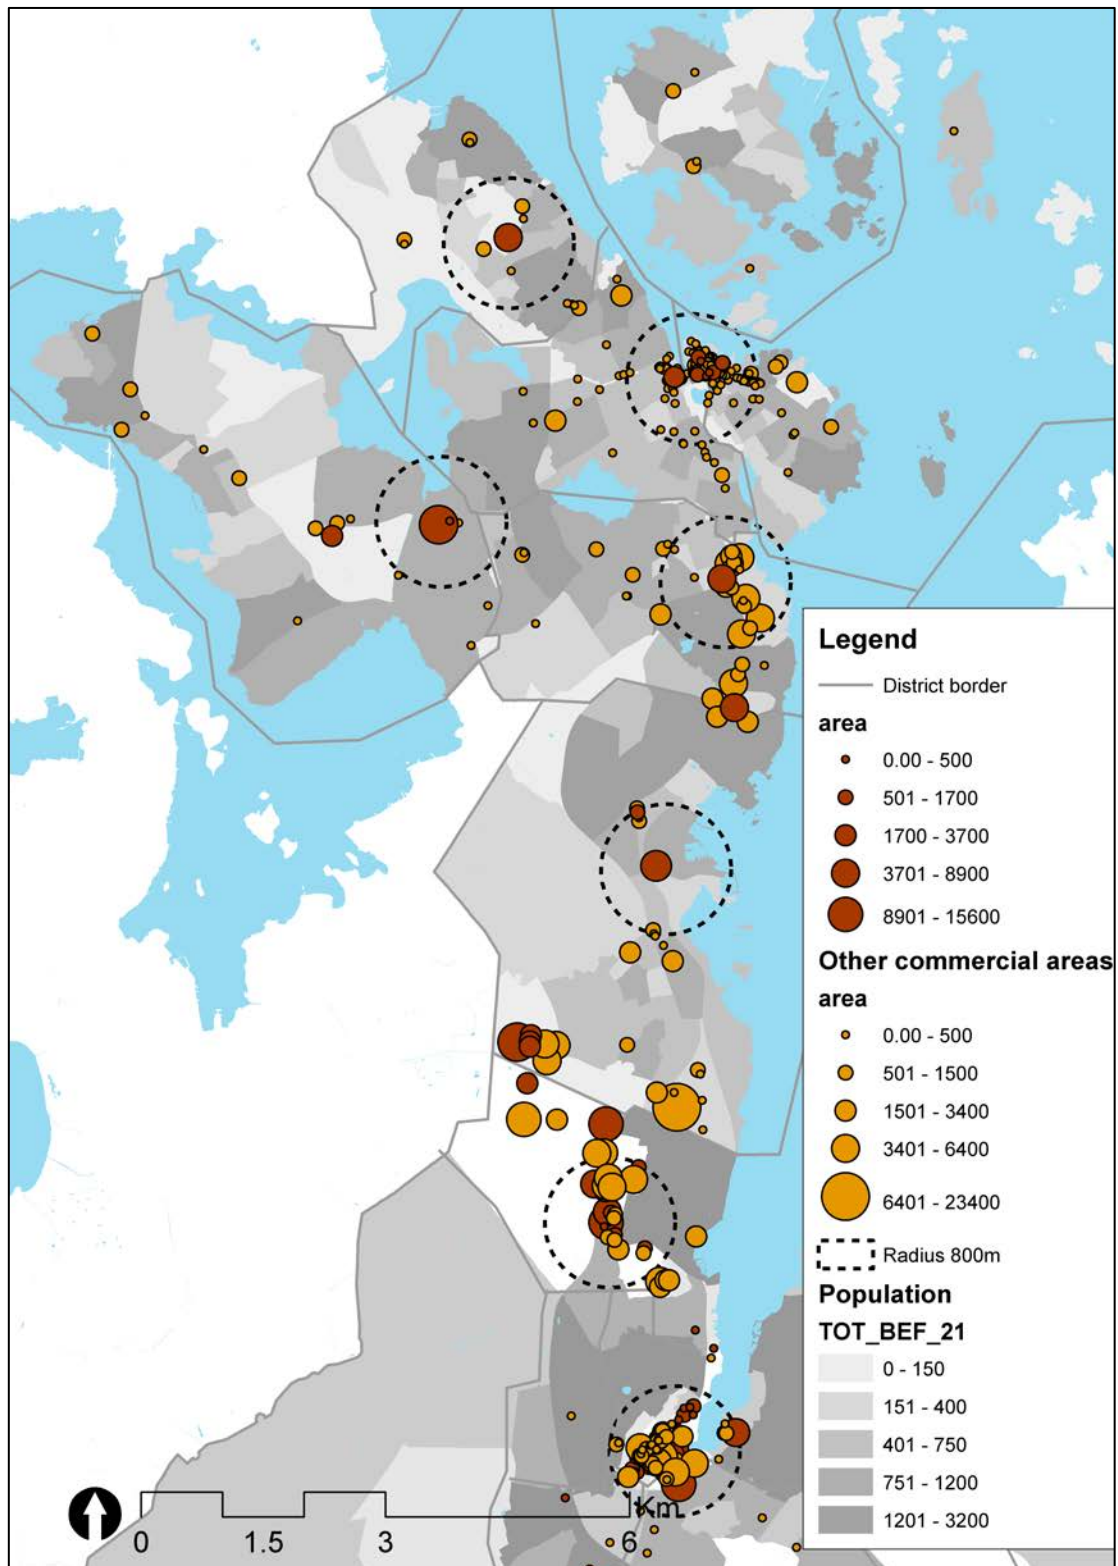 Legend
District border
area
0.00 - 500
501 - 1700
1700 - 3700
3701 - 8900
8901 - 15600
Other commercial areas
area
0.00 - 500
501 - 1500
1501 - 3400
3401 - 6400
6401 - 23400
Radius 800m
Population
TOT_BEF_21
0 - 150
151 - 400
401 - 750
751 - 1200
1201 - 3200
Km
0 1.5 3 6